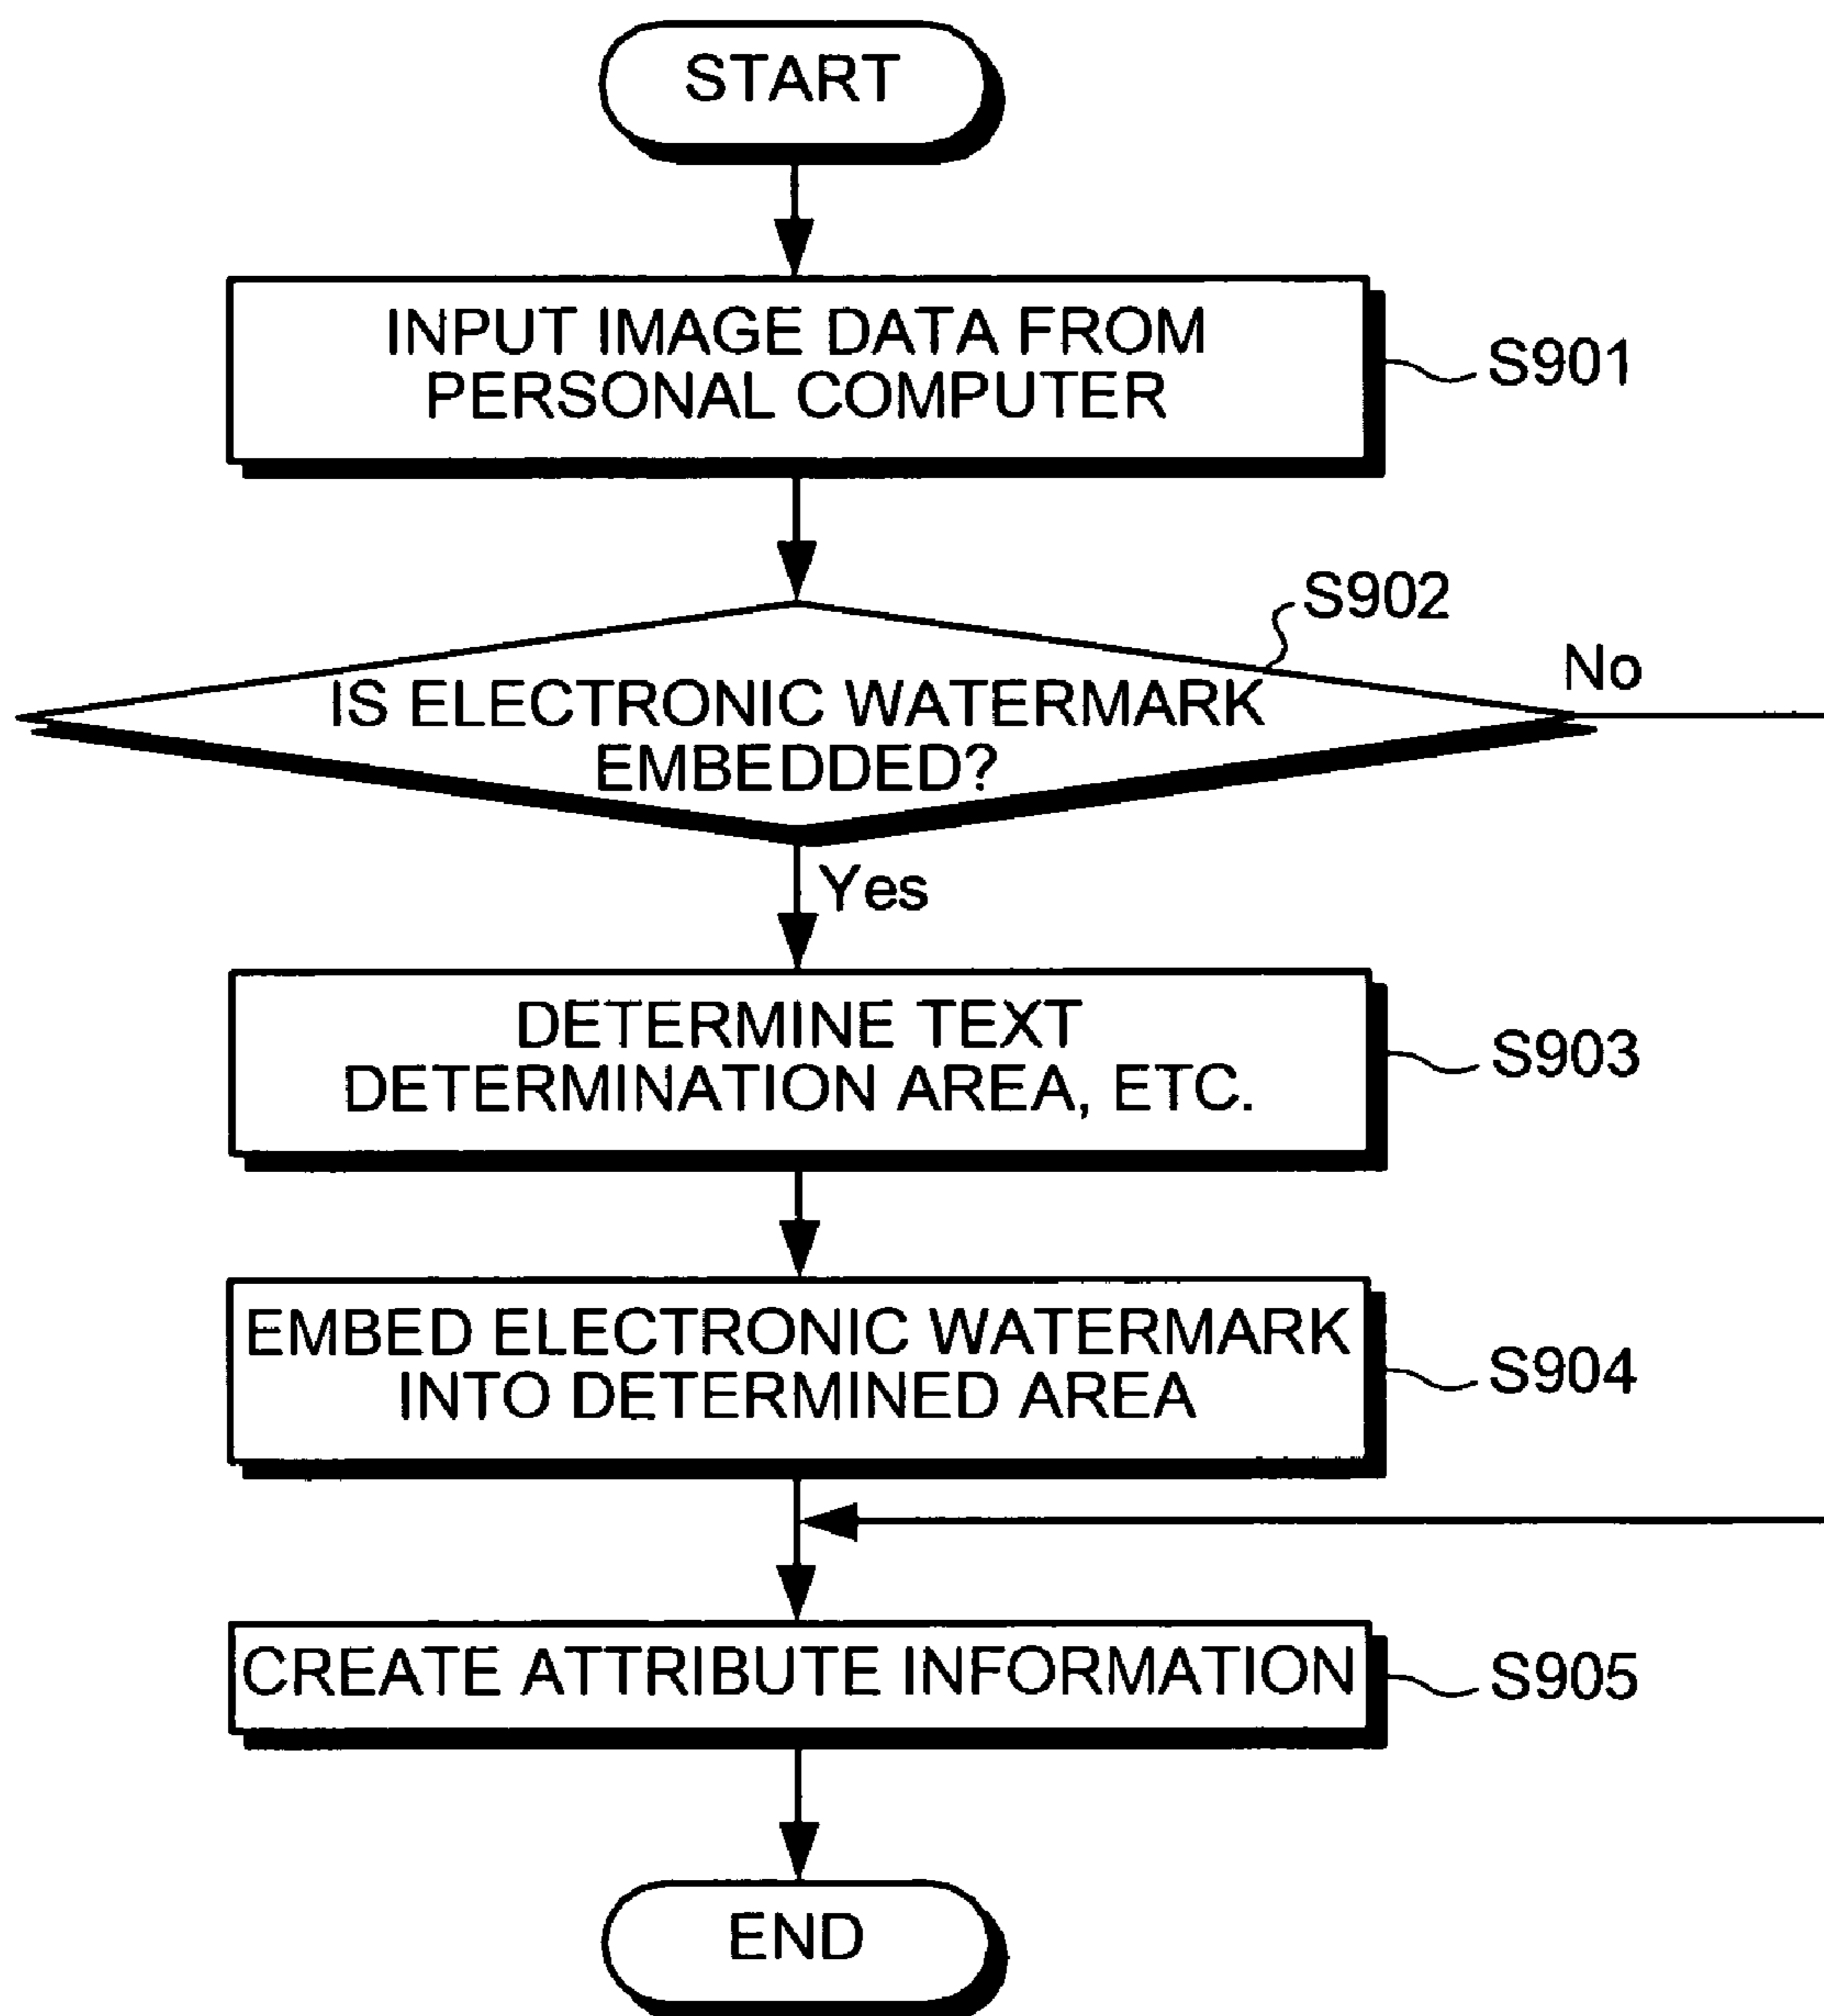 START
INPUT IMAGE DATA FROM
PERSONAL COMPUTER
S901
S902
IS ELECTRONIC WATERMARK
EMBEDDED?
No
Yes
DETERMINE TEXT
DETERMINATION AREA, ETC.
S903
EMBED ELECTRONIC WATERMARK
INTO DETERMINED AREA
S904
CREATE ATTRIBUTE INFORMATION
S905
END